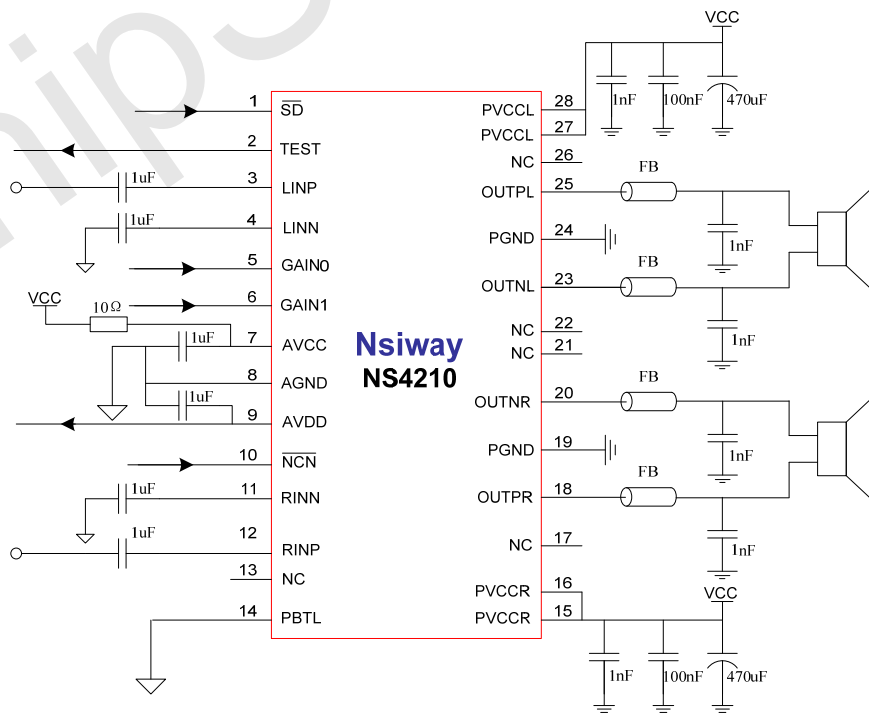 hipS
VCC
1nF 100nF 470uF
1 SD
2 TEST
1uF 3 LINP
1uF 4 LINN
5 GAIN0
6 GAIN1
VCC 10Ω
1uF 7 AVCC
8 AGND
1uF 9 AVDD
10 NCN
1uF 11 RINN
1uF 12 RINP
13 NC
14 PBTL
Nsiway
NS4210
PVCCL 28
PVCCL 27
NC 26
OUTPL 25 FB
1nF
PGND 24
OUTNL 23 FB
1nF
NC 22
NC 21
OUTNR 20 FB
1nF
PGND 19
OUTPR 18 FB
1nF
NC 17
PVCCR 16
PVCCR 15
VCC
1nF 100nF 470uF